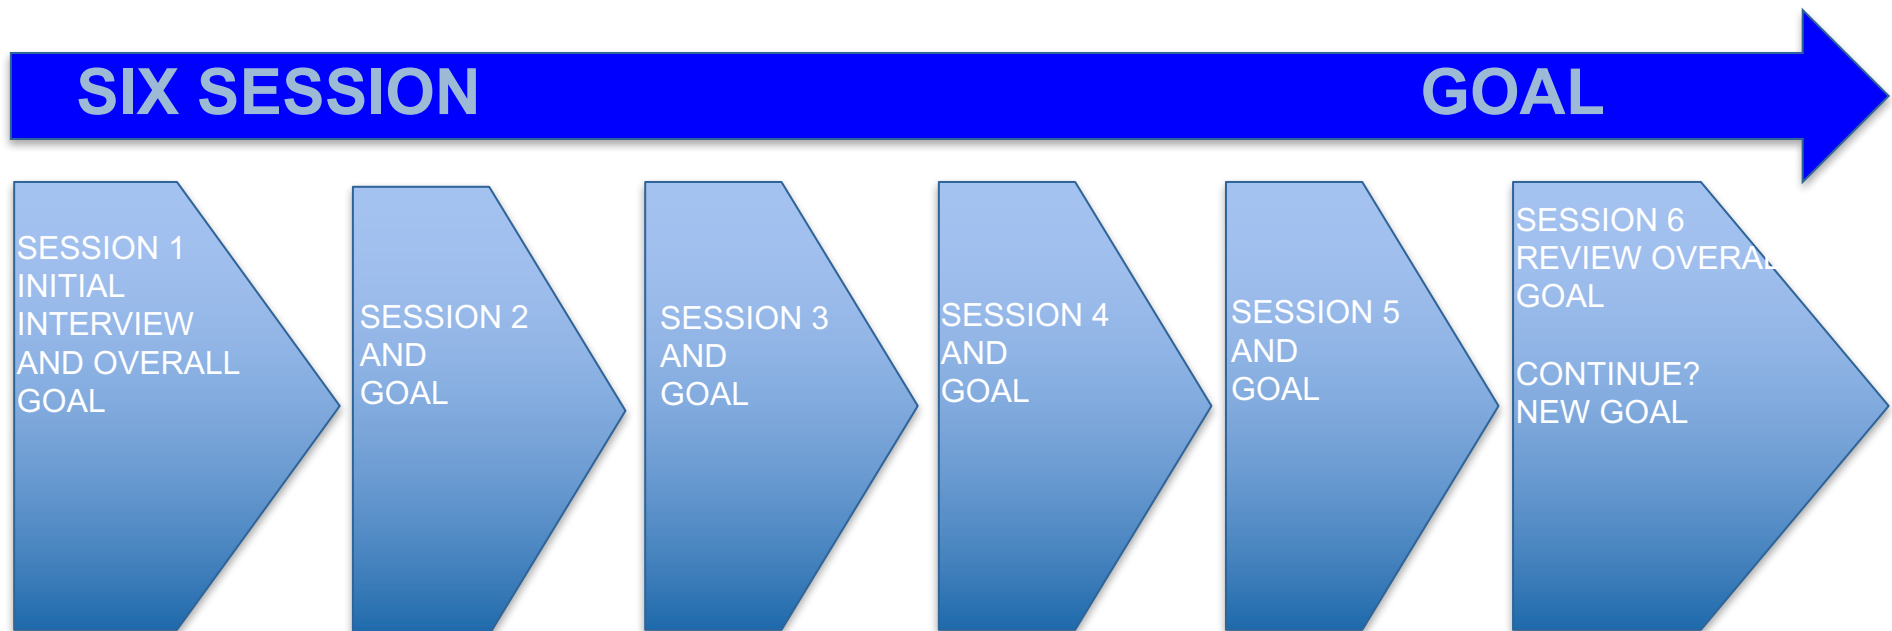 SIX SESSION GOAL
SESSION 1
INITIAL
INTERVIEW
AND OVERALL
GOAL
SESSION 2
AND
GOAL
SESSION 3
AND
GOAL
SESSION 4
AND
GOAL
SESSION 5
AND
GOAL
SESSION 6
REVIEW OVERAL
GOAL
CONTINUE?
NEW GOAL